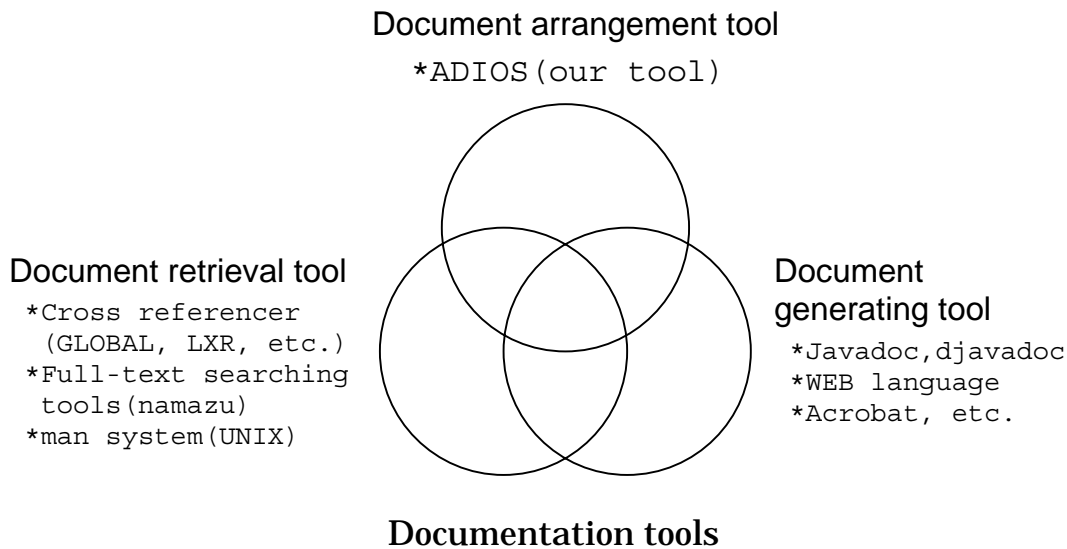 Document arrangement tool
*ADIOS(our tool)
Document retrieval tool
*Cross referencer
(GLOBAL, LXR, etc.)
*Full-text searching
tools(namazu)
*man system(UNIX)
Document
generating tool
*Javadoc,djavadoc
*WEB language
*Acrobat, etc.
Documentation tools